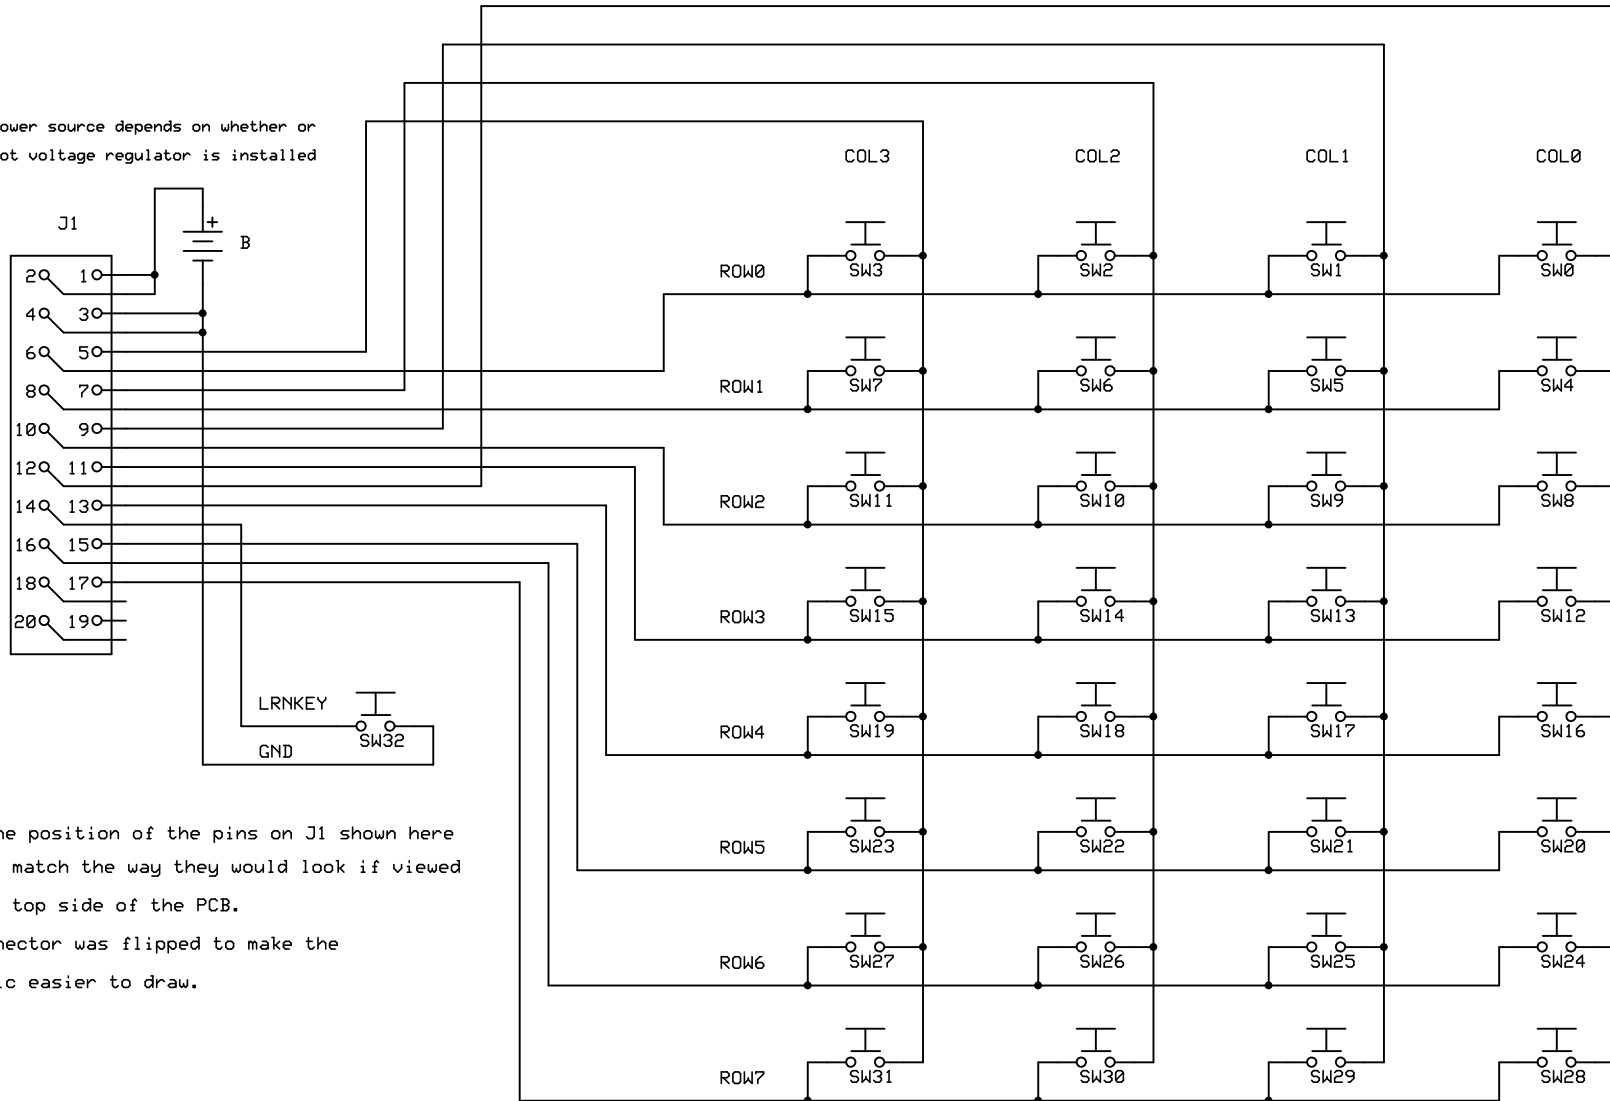 ower source depends on whether or
ot voltage regulator is installed
COL3 COL2 COL1 COL0
J1
+
B
2 1
4 3
6 5
8 7
10 9
12 11
14 13
16 15
18 17
20 19
ROW0 SW3 SW2 SW1 SW0
ROW1 SW7 SW6 SW5 SW4
ROW2 SW11 SW10 SW9 SW8
ROW3 SW15 SW14 SW13 SW12
ROW4 SW19 SW18 SW17 SW16
ROW5 SW23 SW22 SW21 SW20
ROW6 SW27 SW26 SW25 SW24
ROW7 SW31 SW30 SW29 SW28
LRNKEY
SW32
GND
he position of the pins on J1 shown here
match the way they would look if viewed
top side of the PCB.
nector was flipped to make the
ic easier to draw.